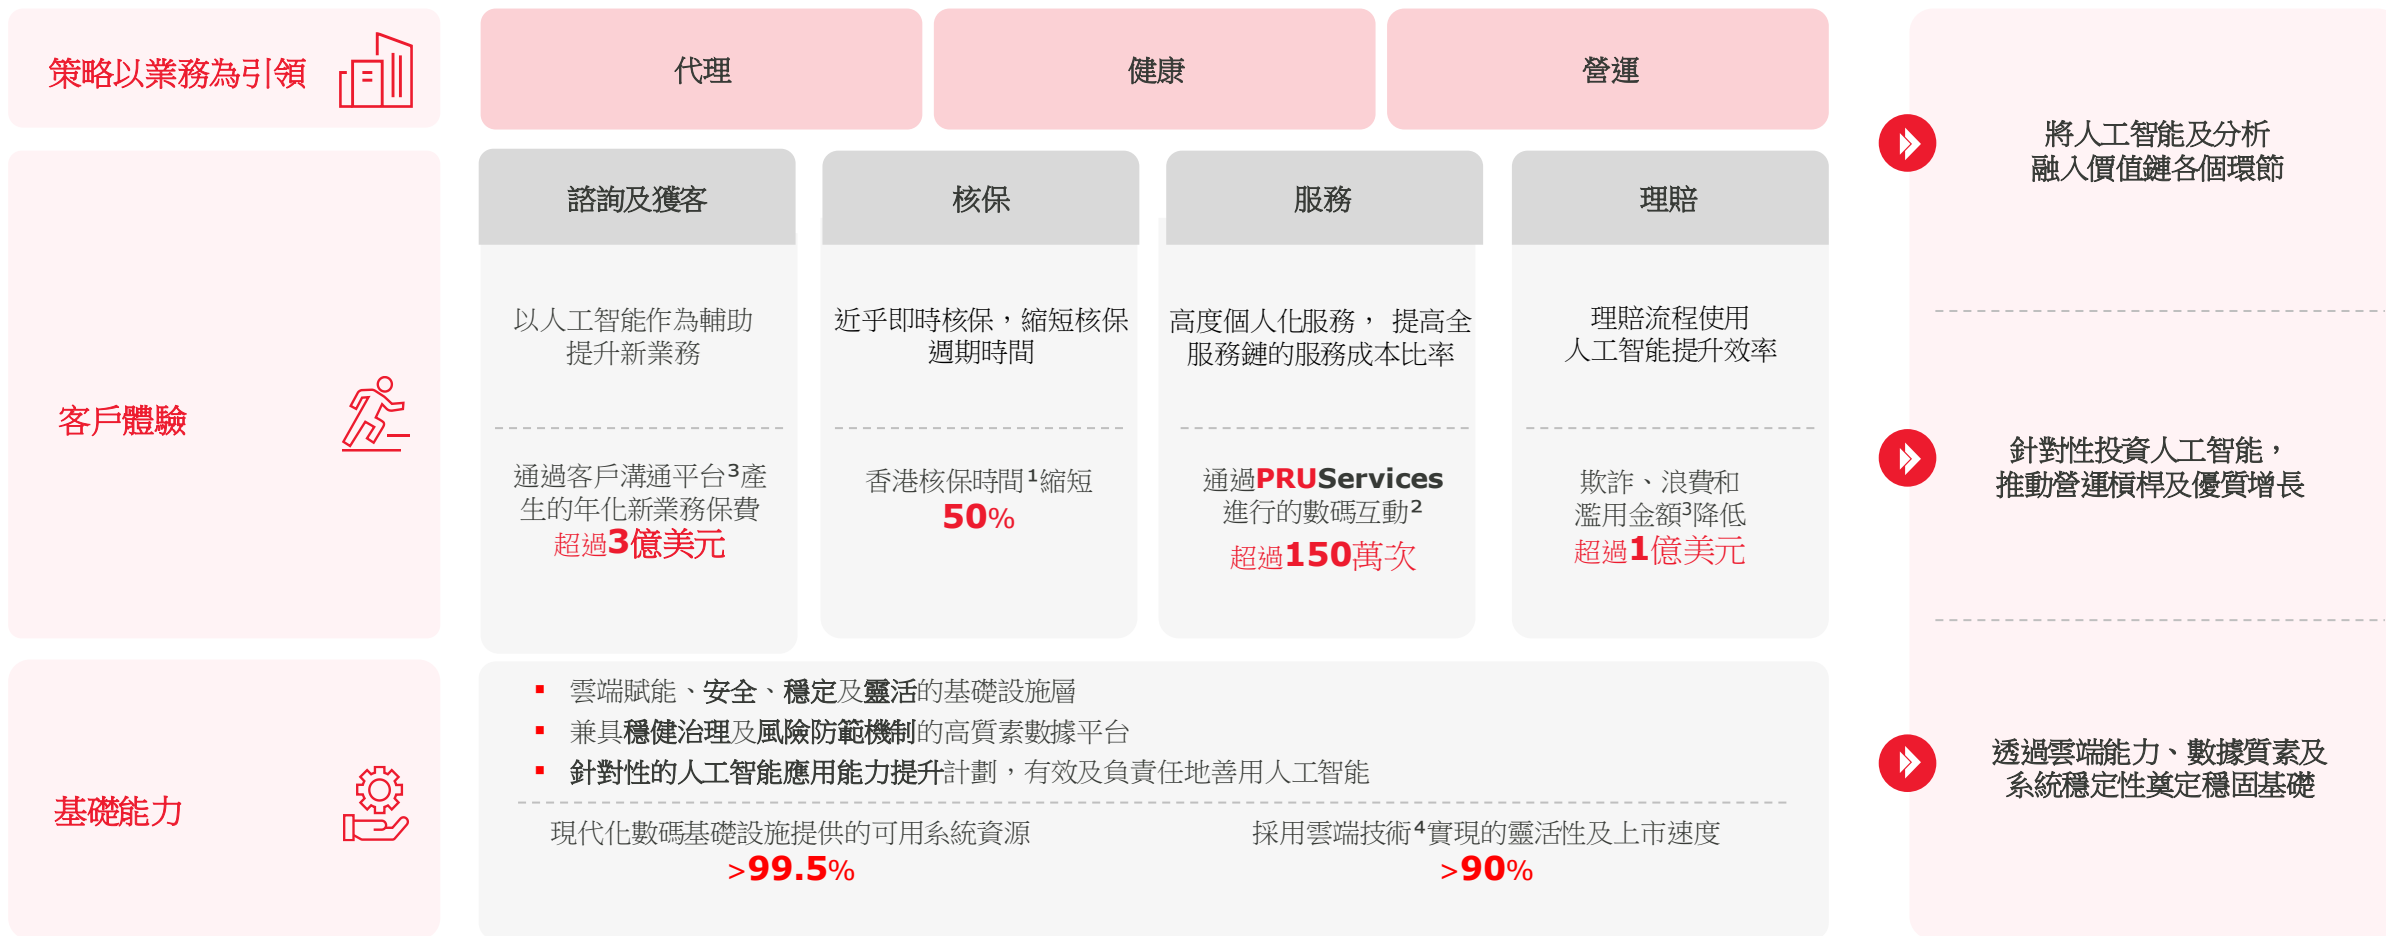 策略以業務為引領
代理
健康
營運
客戶體驗
諮詢及獲客
以人工智能作為輔助
提升新業務
通過客戶溝通平台³產
生的年化新業務保費
超過3億美元
核保
近乎即時核保，縮短核保
週期時間
香港核保時間¹縮短
50%
服務
高度個人化服務， 提高全
服務鏈的服務成本比率
通過PRUServices
進行的數碼互動²
超過150萬次
理賠
理賠流程使用
人工智能提升效率
欺詐、浪費和
濫用金額³降低
超過1億美元
基礎能力
▪ 雲端賦能、安全、穩定及靈活的基礎設施層
▪ 兼具穩健治理及風險防範機制的高質素數據平台
▪ 針對性的人工智能應用能力提升計劃，有效及負責任地善用人工智能
現代化數碼基礎設施提供的可用系統資源
>99.5%
採用雲端技術⁴實現的靈活性及上市速度
>90%
將人工智能及分析
融入價值鏈各個環節
針對性投資人工智能，
推動營運槓桿及優質增長
透過雲端能力、數據質素及
系統穩定性奠定穩固基礎